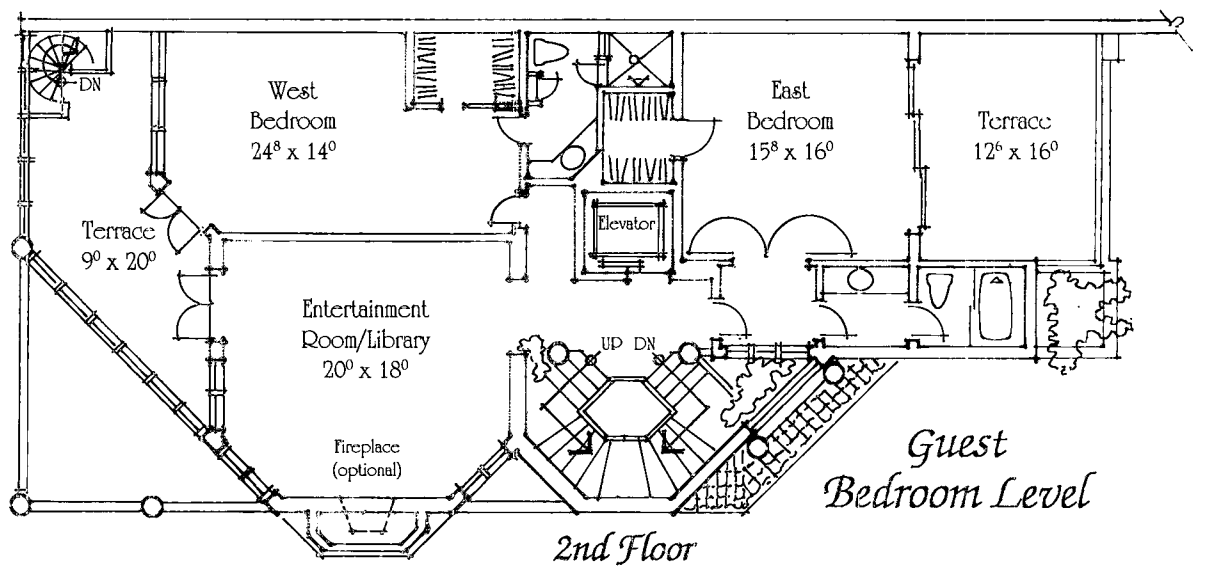 DN
West
Bedroom
24⁸ x 14⁰
East
Bedroom
15⁸ x 16⁰
Terrace
12⁶ x 16⁰
Terrace
9⁰ x 20⁰
Elevator
Entertainment
Room/Library
20⁰ x 18⁰
UP DN
Fireplace
(optional)
Guest
Bedroom Level
2nd Floor